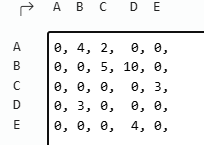 A B C D E
A 0, 4, 2, 0, 0,
B 0, 0, 5, 10, 0,
C 0, 0, 0, 0, 3,
D 0, 3, 0, 0, 0,
E 0, 0, 0, 4, 0,